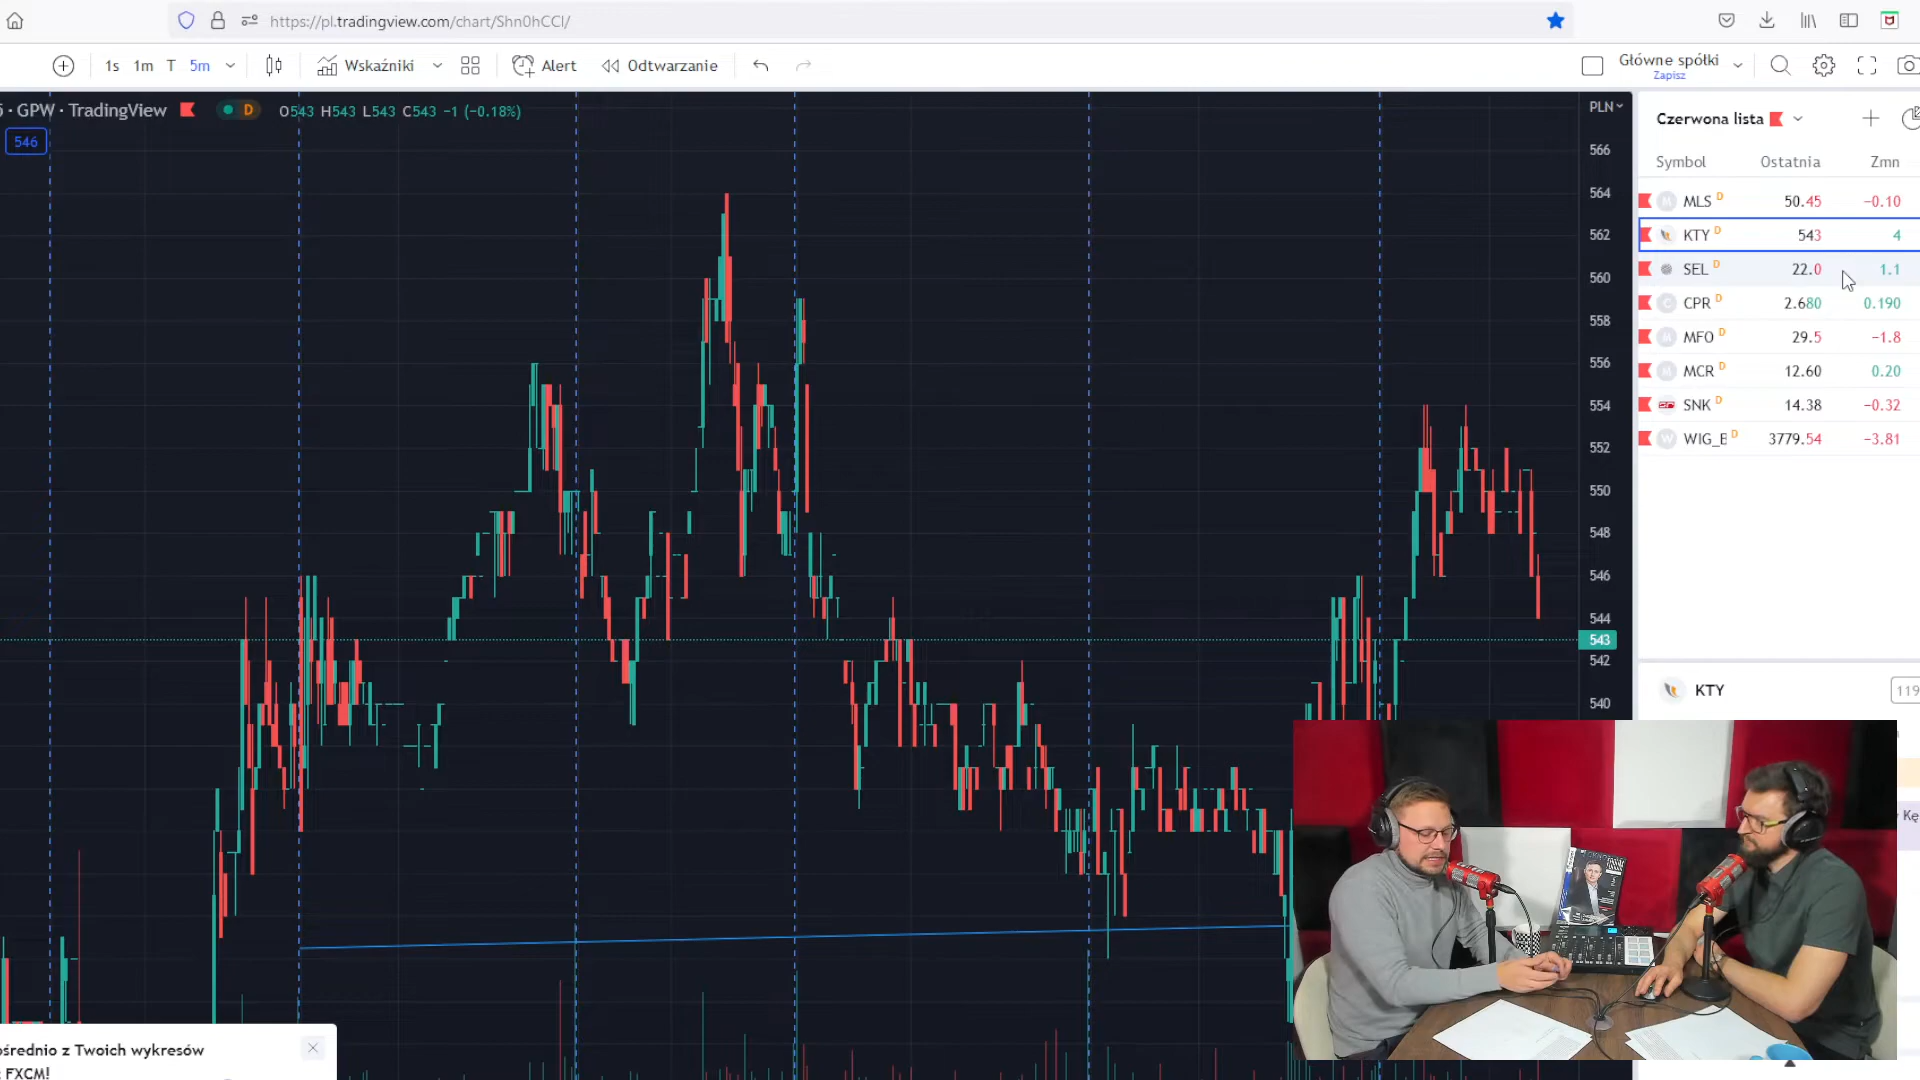 https://pl.tradingview.com/chart/Shn0hCCl/
1s 1m T 5m Wskaźniki Alert Odtwarzanie
Główne spółki
Zapisz
5 · GPW · TradingView D O543 H543 L543 C543 −1 (−0.18%)
546
PLN
566
564
562
560
558
556
554
552
550
548
546
544
543
542
540
Czerwona lista
Symbol Ostatnia Zmn
MLS D 50.45 −0.10
KTY D 543 4
SEL D 22.0 1.1
CPR D 2.680 0.190
MFO D 29.5 −1.8
MCR D 12.60 0.20
SNK D 14.38 −0.32
WIG_B D 3779.54 −3.81
KTY
119
Kę
ośrednio z Twoich wykresów
FXCM!